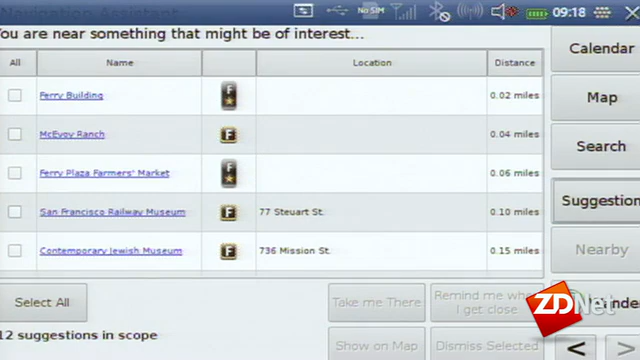 Navigation Assistant
No SIM
09:18
You are near something that might be of interest...
All Name Location Distance
Ferry Building F 0.02 miles
McEvoy Ranch F 0.04 miles
Ferry Plaza Farmers' Market F 0.06 miles
San Francisco Railway Museum F 77 Steuart St. 0.10 miles
Contemporary Jewish Museum F 736 Mission St. 0.15 miles
Calendar
Map
Search
Suggestion
Nearby
Select All
Take me There
Remind me whe
I get close
ZDNet
12 suggestions in scope
Show on Map
Dismiss Selected